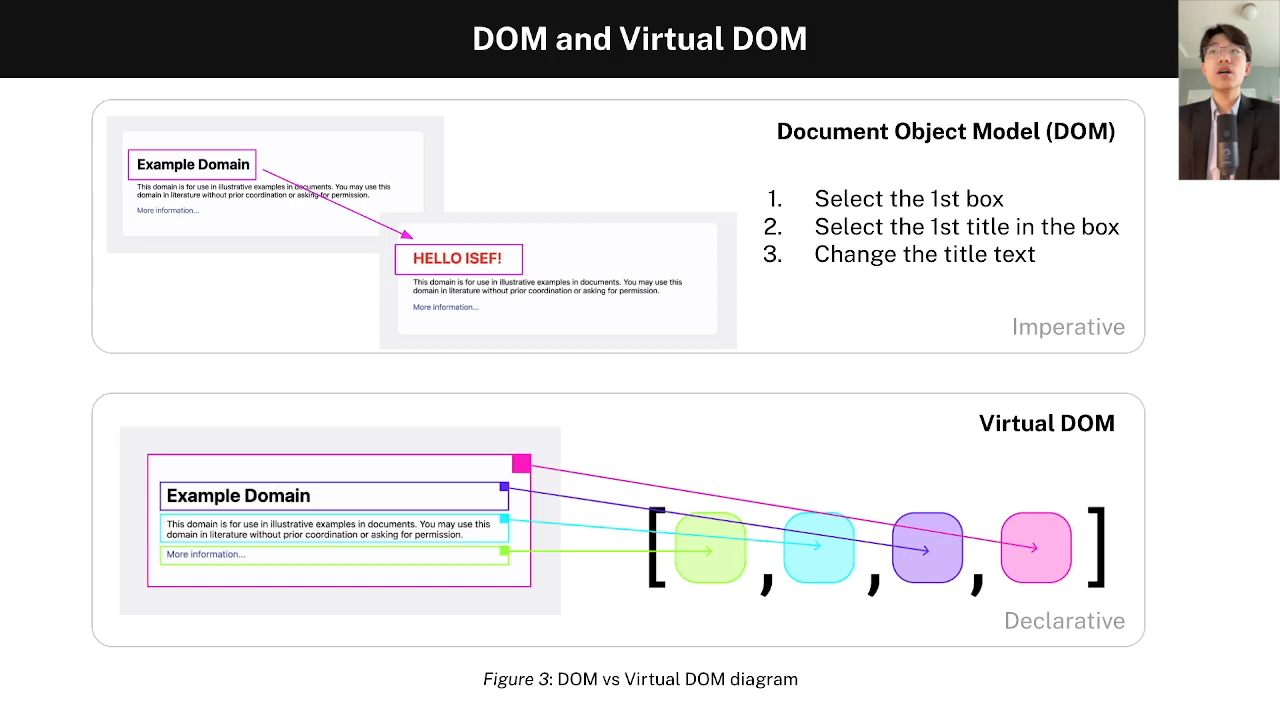 DOM and Virtual DOM
Example Domain
This domain is for use in illustrative examples in documents. You may use this
domain in literature without prior coordination or asking for permission.
More information...
HELLO ISEF!
This domain is for use in illustrative examples in documents. You may use this
domain in literature without prior coordination or asking for permission.
More information...
Document Object Model (DOM)
1. Select the 1st box
2. Select the 1st title in the box
3. Change the title text
Imperative
Virtual DOM
Example Domain
This domain is for use in illustrative examples in documents. You may use this
domain in literature without prior coordination or asking for permission.
More information...
[ , , , ]
Declarative
Figure 3: DOM vs Virtual DOM diagram